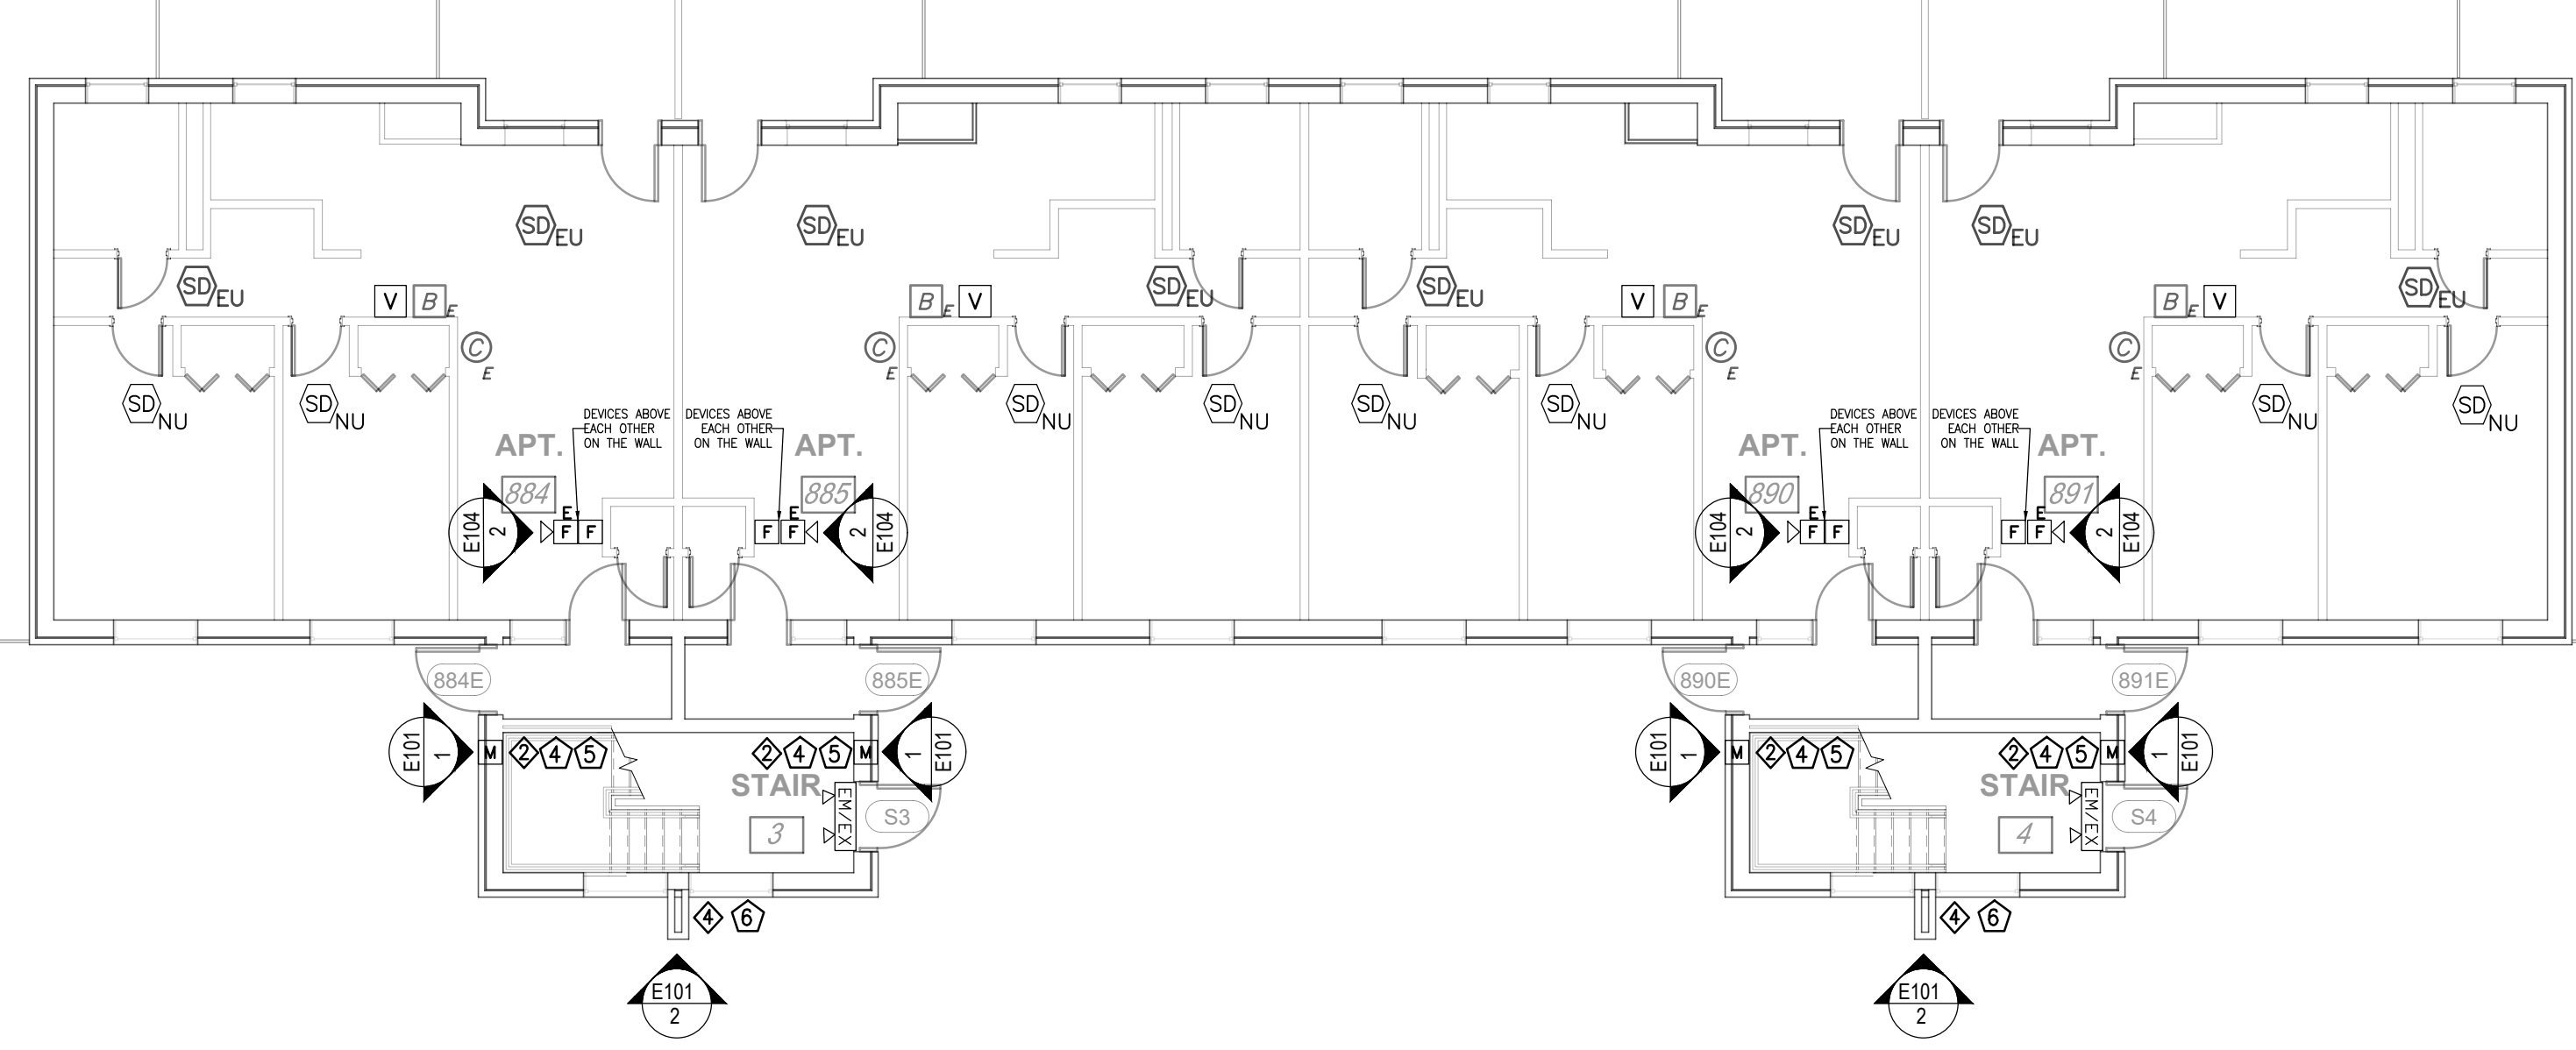 SD EU
SD EU
SD EU
SD EU
SD EU
SD EU
SD EU
SD EU
V
B E
B E
V
V
B E
B E
V
C E
C E
C E
C E
SD NU
SD NU
SD NU
SD NU
SD NU
SD NU
SD NU
SD NU
DEVICES ABOVE
EACH OTHER
ON THE WALL
DEVICES ABOVE
EACH OTHER
ON THE WALL
DEVICES ABOVE
EACH OTHER
ON THE WALL
DEVICES ABOVE
EACH OTHER
ON THE WALL
APT.
884
APT.
885
APT.
890
APT.
891
E104
2
E
F F
E
F F
E104
2
E104
2
E
F F
E
F F
E104
2
884E
885E
890E
891E
E101
1
M
2 4 5
2 4 5
M
E101
1
E101
1
M
2 4 5
2 4 5
M
E101
1
STAIR
3
EM/EX
S3
STAIR
4
EM/EX
S4
4 6
4 6
E101
2
E101
2